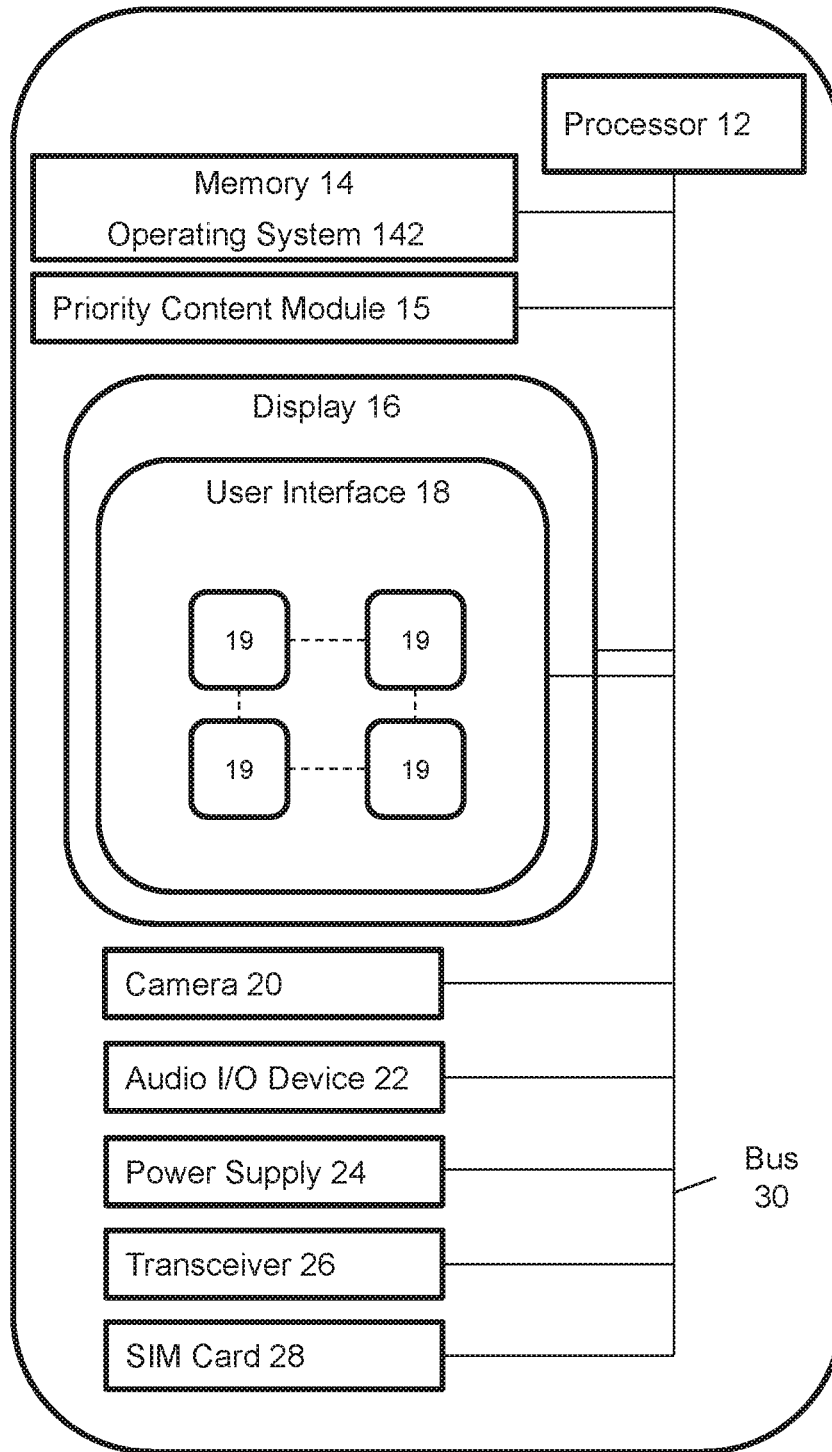 Processor 12
Memory 14
Operating System 142
Priority Content Module 15
Display 16
User Interface 18
19
19
19
19
Camera 20
Audio I/O Device 22
Power Supply 24
Bus
30
Transceiver 26
SIM Card 28